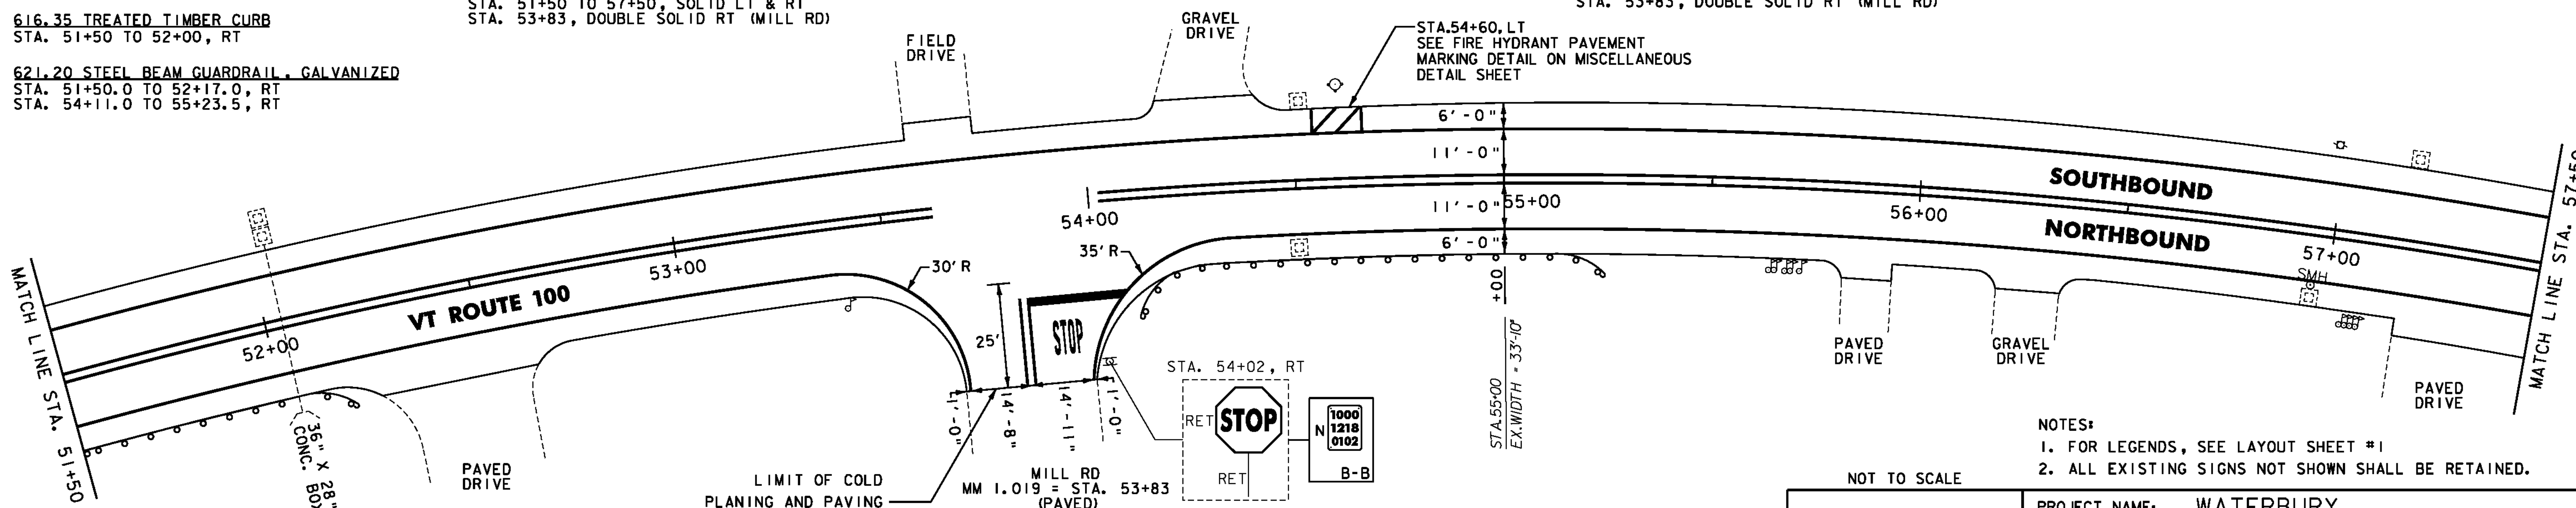 616.35 TREATED TIMBER CURB
STA. 51+50 TO 52+00, RT
621.20 STEEL BEAM GUARDRAIL, GALVANIZED
STA. 51+50.0 TO 52+17.0, RT
STA. 54+11.0 TO 55+23.5, RT
STA. 51+50 TO 57+50, SOLID LT & RT
STA. 53+83, DOUBLE SOLID RT (MILL RD)
STA. 53+83, DOUBLE SOLID RT (MILL RD)
FIELD
DRIVE
GRAVEL
DRIVE
STA.54+60, LT
SEE FIRE HYDRANT PAVEMENT
MARKING DETAIL ON MISCELLANEOUS
DETAIL SHEET
6'-0"
11'-0"
11'-0"
6'-0"
SOUTHBOUND
NORTHBOUND
VT ROUTE 100
52+00
53+00
54+00
55+00
56+00
57+00
SMH
MATCH LINE STA. 51+50
MATCH LINE STA. 57+50
30'R
35'R
25'
STOP
1'-0"
14'-8"
14'-11"
1'-0"
36" X 28"
CONC. BOX
PAVED
DRIVE
LIMIT OF COLD
PLANING AND PAVING
MILL RD
MM 1.019 = STA. 53+83
(PAVED)
STA. 54+02, RT
RET
STOP
RET
N
1000
1218
0102
B-B
+00
STA.55+00
EX.WIDTH = 33'-10"
PAVED
DRIVE
GRAVEL
DRIVE
PAVED
DRIVE
NOTES:
1. FOR LEGENDS, SEE LAYOUT SHEET #1
2. ALL EXISTING SIGNS NOT SHOWN SHALL BE RETAINED.
NOT TO SCALE
PROJECT NAME: WATERBURY